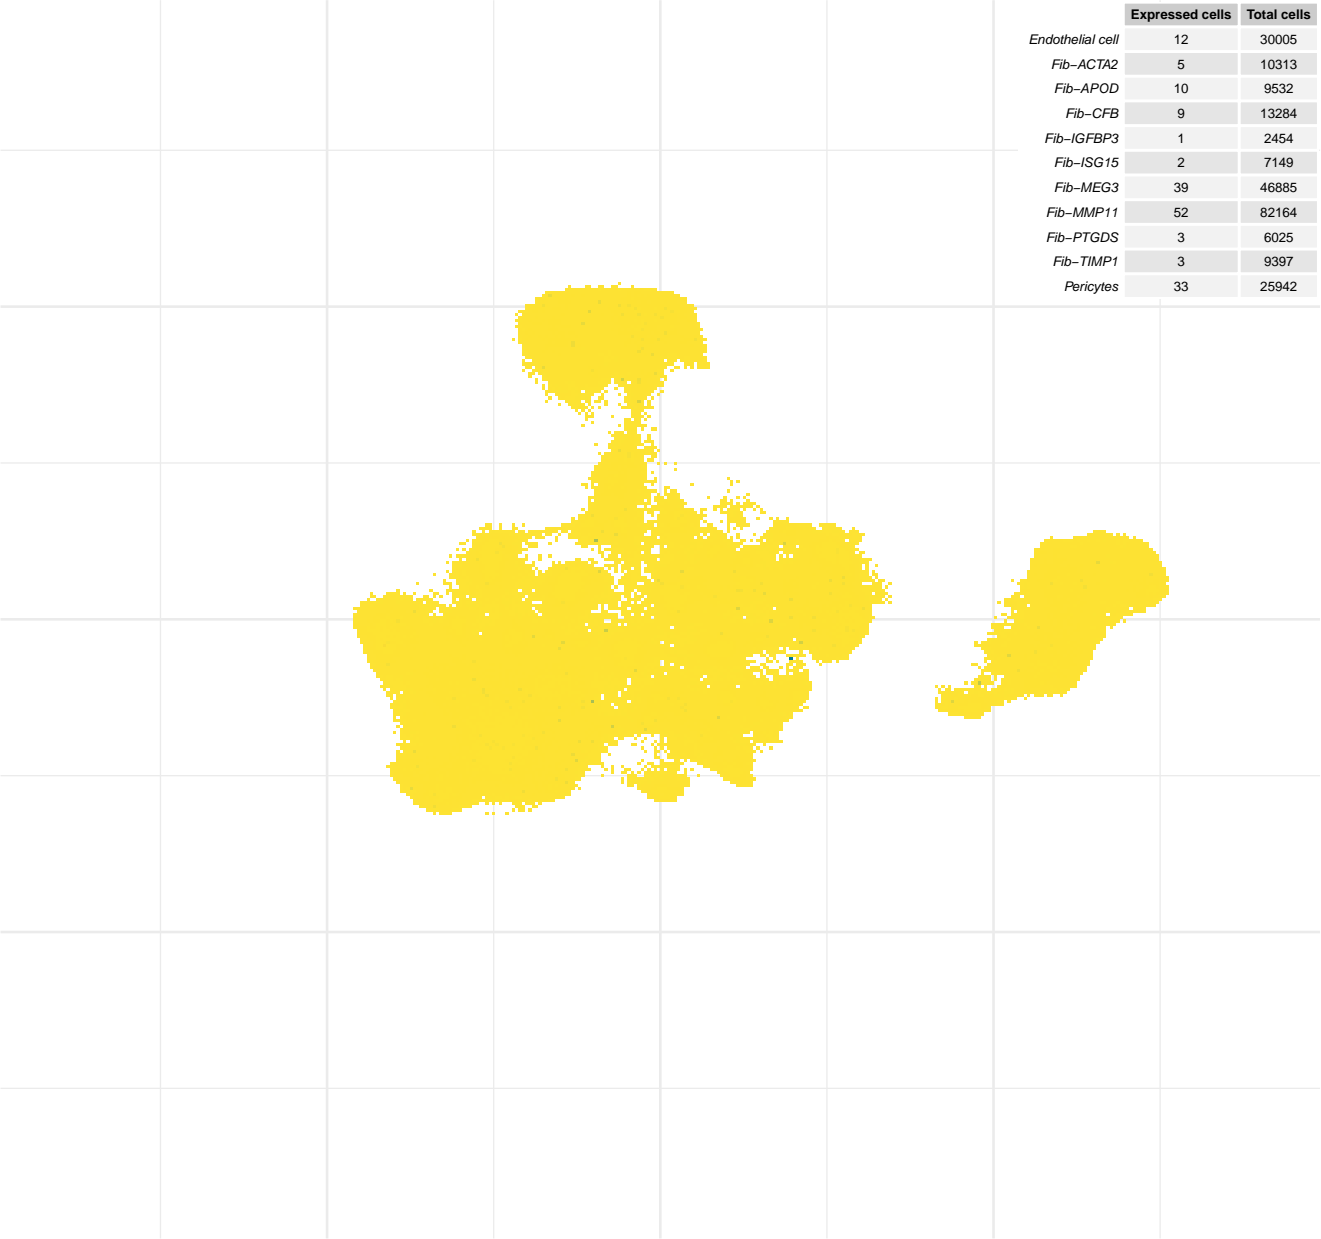 Expressed cells Total cells
Endothelial cell 12 30005
Fib−ACTA2 5 10313
Fib−APOD 10 9532
Fib−CFB 9 13284
Fib−IGFBP3 1 2454
Fib−ISG15 2 7149
Fib−MEG3 39 46885
Fib−MMP11 52 82164
Fib−PTGDS 3 6025
Fib−TIMP1 3 9397
Pericytes 33 25942